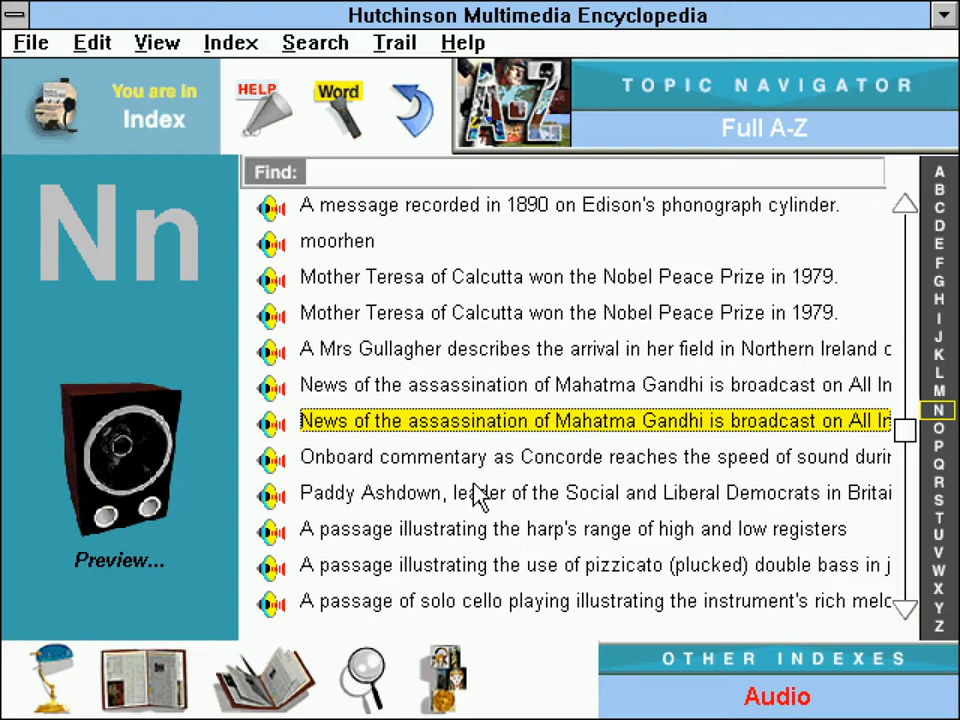 Hutchinson Multimedia Encyclopedia
File Edit View Index Search Trail Help
You are in
Index
HELP
Word
A-Z
TOPIC NAVIGATOR
Full A-Z
Nn
Find:
A message recorded in 1890 on Edison's phonograph cylinder.
moorhen
Mother Teresa of Calcutta won the Nobel Peace Prize in 1979.
Mother Teresa of Calcutta won the Nobel Peace Prize in 1979.
A Mrs Gullagher describes the arrival in her field in Northern Ireland c
News of the assassination of Mahatma Gandhi is broadcast on All In
News of the assassination of Mahatma Gandhi is broadcast on All In
Onboard commentary as Concorde reaches the speed of sound durin
Paddy Ashdown, leader of the Social and Liberal Democrats in Britai
A passage illustrating the harp's range of high and low registers
A passage illustrating the use of pizzicato (plucked) double bass in j
A passage of solo cello playing illustrating the instrument's rich melo
Preview...
A
B
C
D
E
F
G
H
I
J
K
L
M
N
O
P
Q
R
S
T
U
V
W
X
Y
Z
OTHER INDEXES
Audio